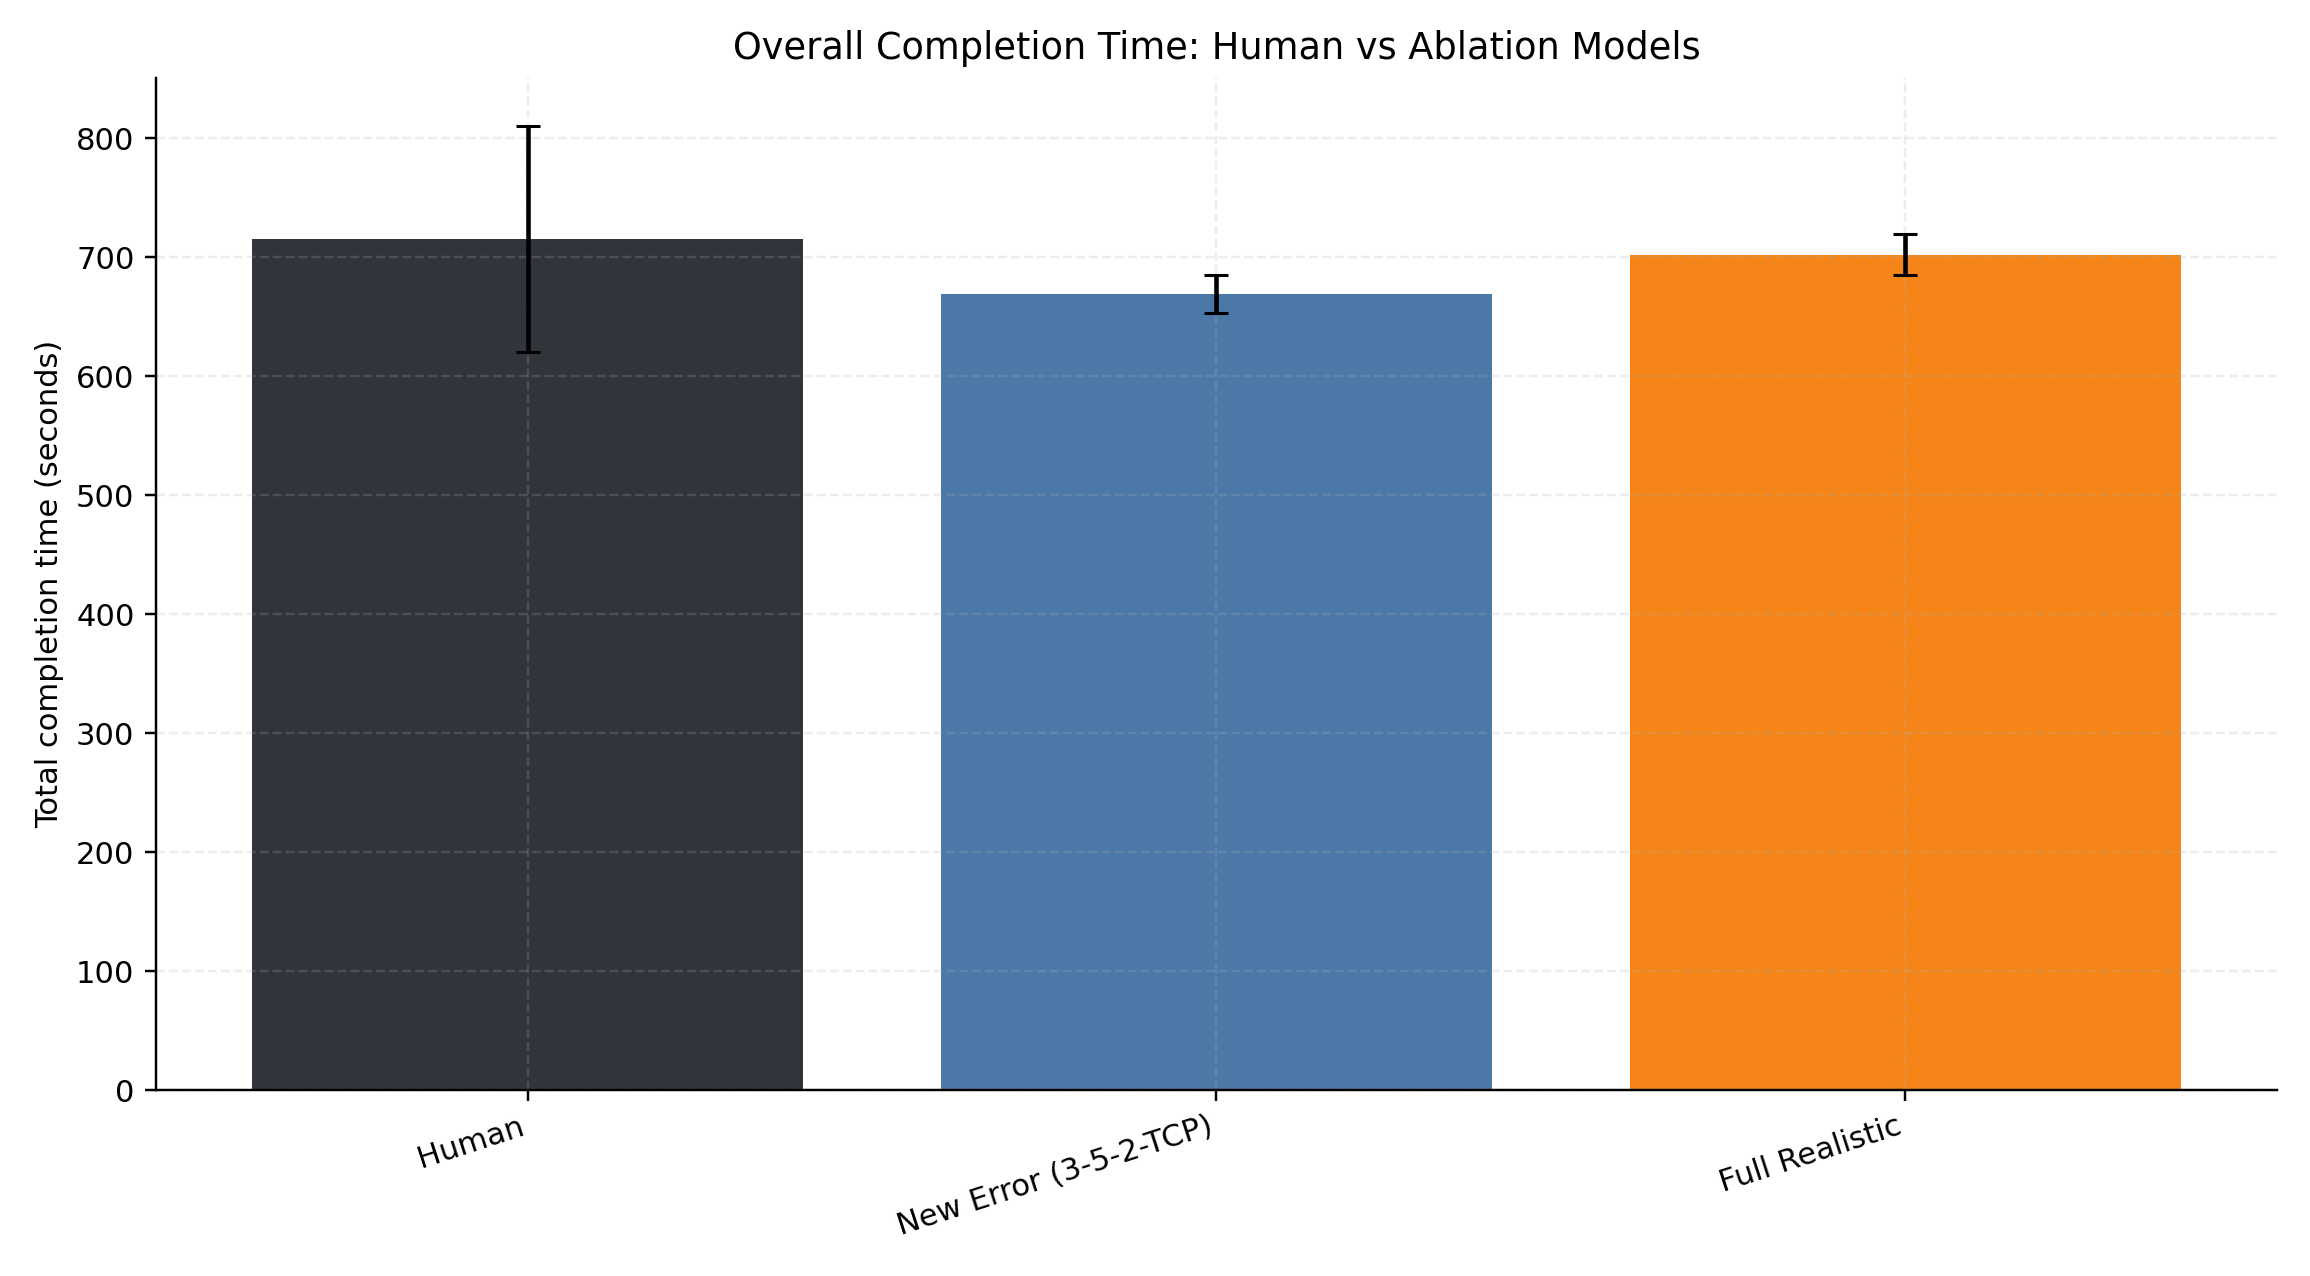 Overall Completion Time: Human vs Ablation Models
Total completion time (seconds)
800
700
600
500
400
300
200
100
0
Human
New Error (3-5-2-TCP)
Full Realistic